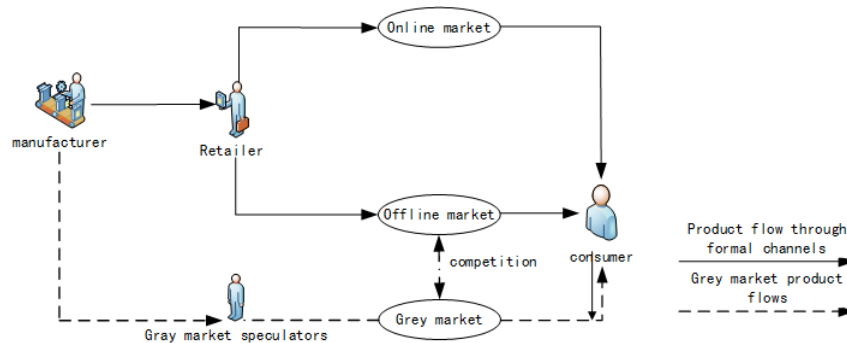 Online market
manufacturer
Retailer
Offline market
Product flow through
formal channels
competition
consumer
Grey market product
flows
Gray market speculators
Grey market